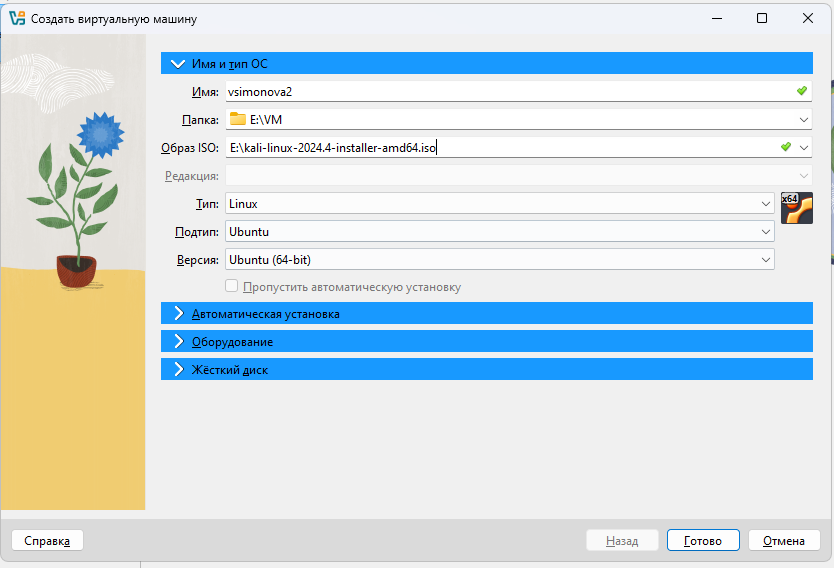 Создать виртуальную машину
Имя и тип ОС
Имя: vsimonova2
Папка: E:\VM
Образ ISO: E:\kali-linux-2024.4-installer-amd64.iso
Редакция:
Тип: Linux
x64
Подтип: Ubuntu
Версия: Ubuntu (64-bit)
Пропустить автоматическую установку
Автоматическая установка
Оборудование
Жёсткий диск
Справка Назад Готово Отмена